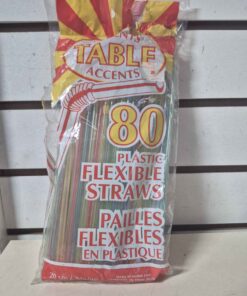 TABLE
ACCENTS
80
PLASTIC
FLEXIBLE
STRAWS
PAILLES
FLEXIBLES
EN PLASTIQUE